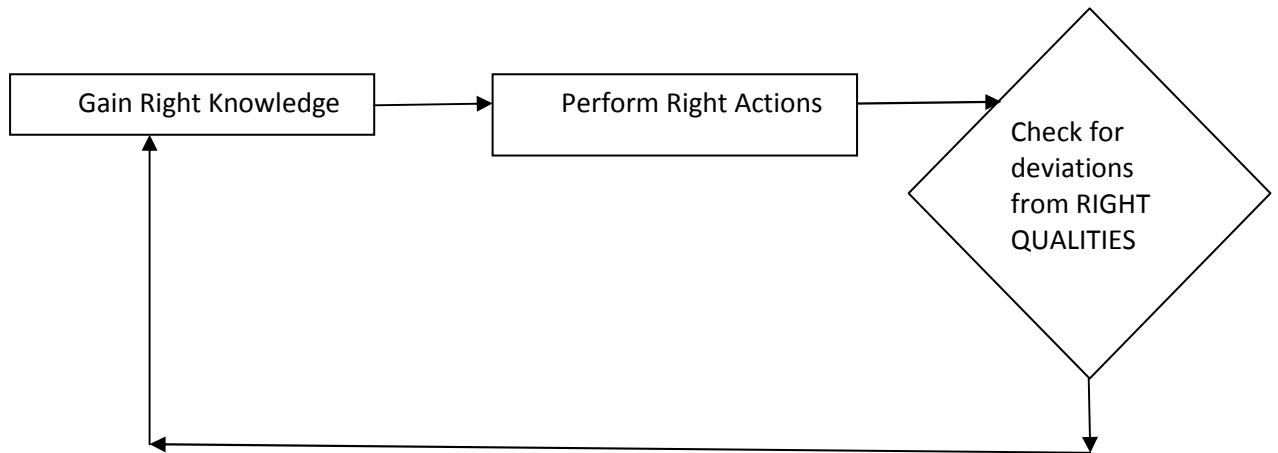 Gain Right Knowledge
Perform Right Actions
Check for
deviations
from RIGHT
QUALITIES